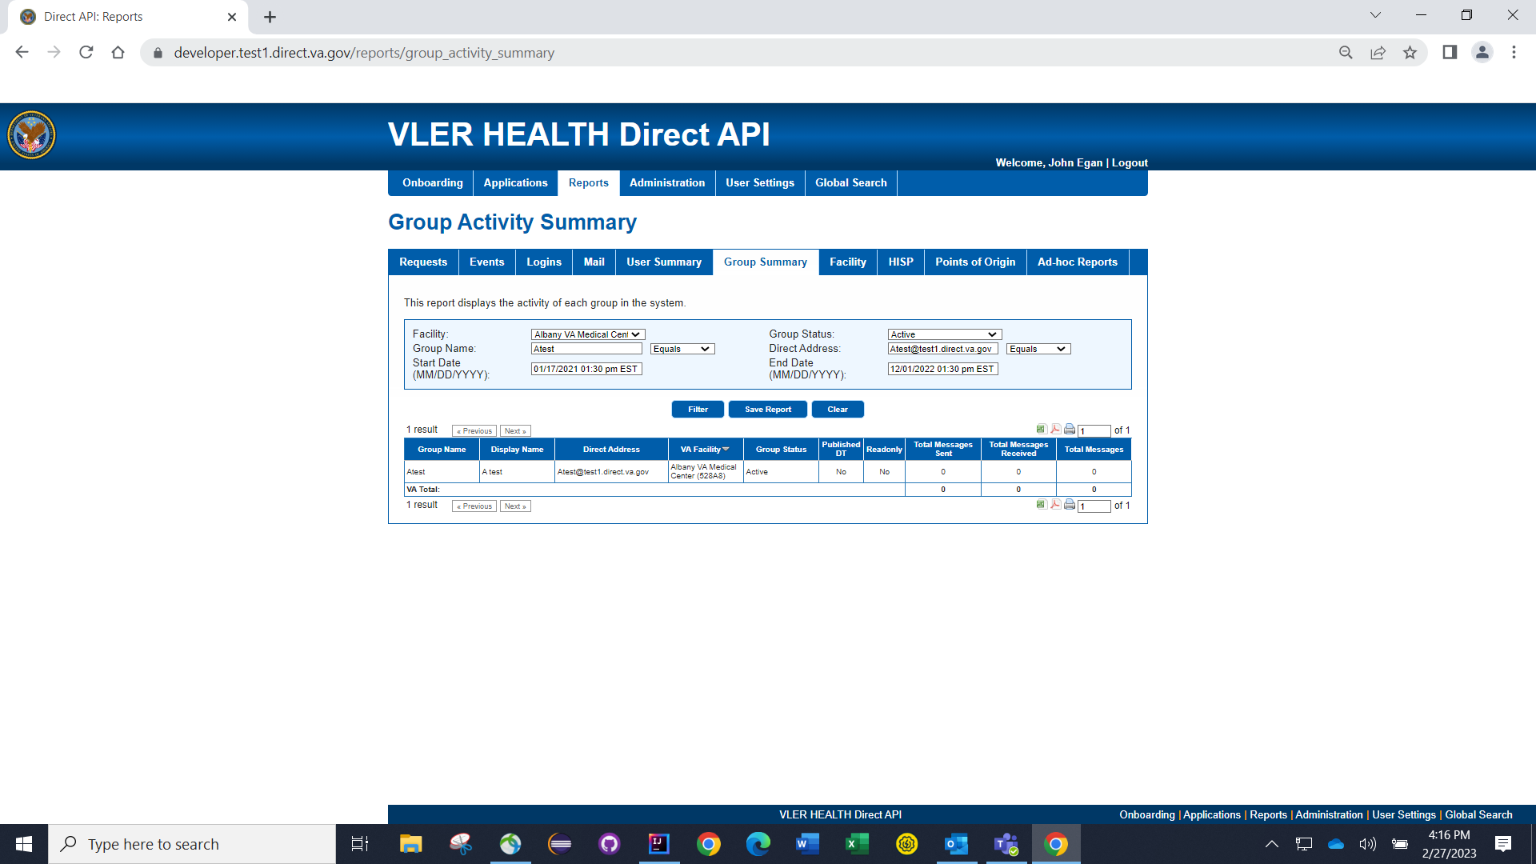 Direct API: Reports
developer.test1.direct.va.gov/reports/group_activity_summary
VLER HEALTH Direct API
Welcome, John Egan | Logout
Onboarding Applications Reports Administration User Settings Global Search
Group Activity Summary
Requests Events Logins Mail User Summary Group Summary Facility HISP Points of Origin Ad-hoc Reports
This report displays the activity of each group in the system.
Facility: Albany VA Medical Cent Group Status: Active
Group Name: Atest Equals Direct Address: Atest@test1.direct.va.gov Equals
Start Date (MM/DD/YYYY): 01/17/2021 01:30 pm EST End Date (MM/DD/YYYY): 12/01/2022 01:30 pm EST
Filter Save Report Clear
1 result « Previous Next » 1 of 1
Group Name Display Name Direct Address VA Facility Group Status Published DT Readonly Total Messages Sent Total Messages Received Total Messages
Atest A test Atest@test1.direct.va.gov Albany VA Medical Center (528A8) Active No No 0 0 0
VA Total: 0 0 0
1 result « Previous Next » 1 of 1
VLER HEALTH Direct API Onboarding | Applications | Reports | Administration | User Settings | Global Search
Type here to search
4:16 PM
2/27/2023